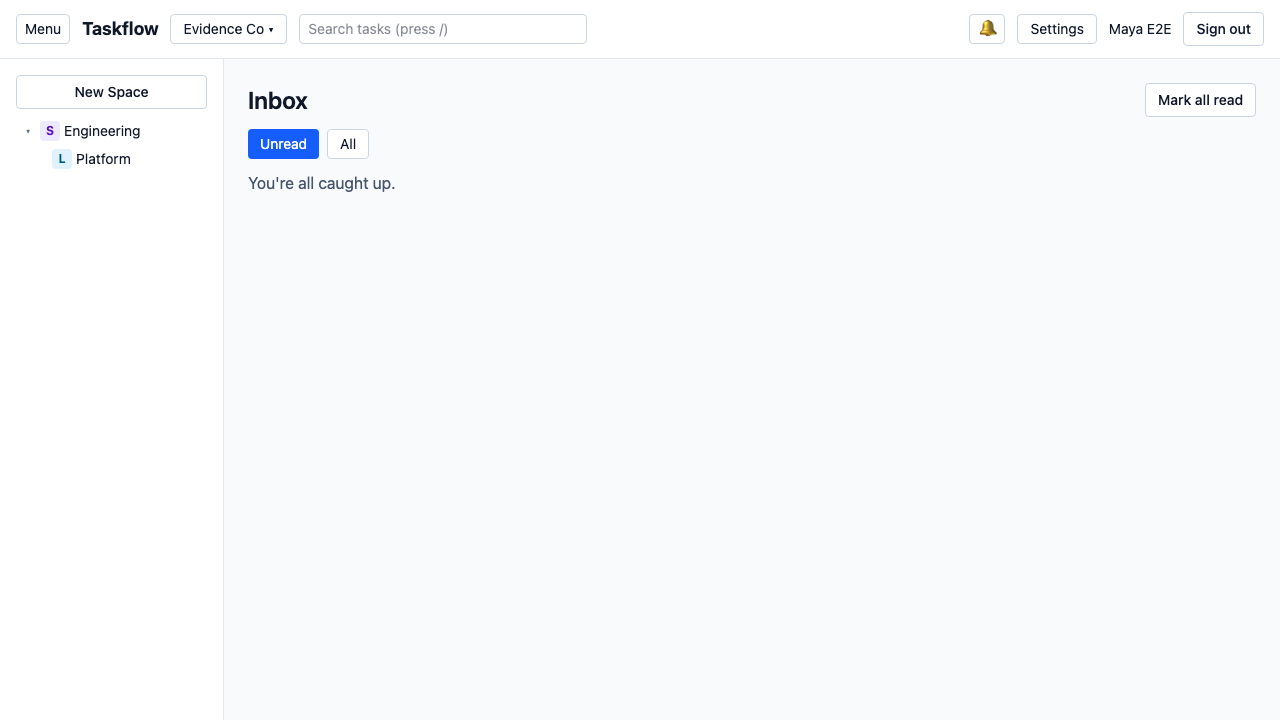 Menu Taskflow Evidence Co ▾ Search tasks (press /) Settings Maya E2E Sign out
New Space
▾ S Engineering
L Platform
Inbox Mark all read
Unread All
You're all caught up.